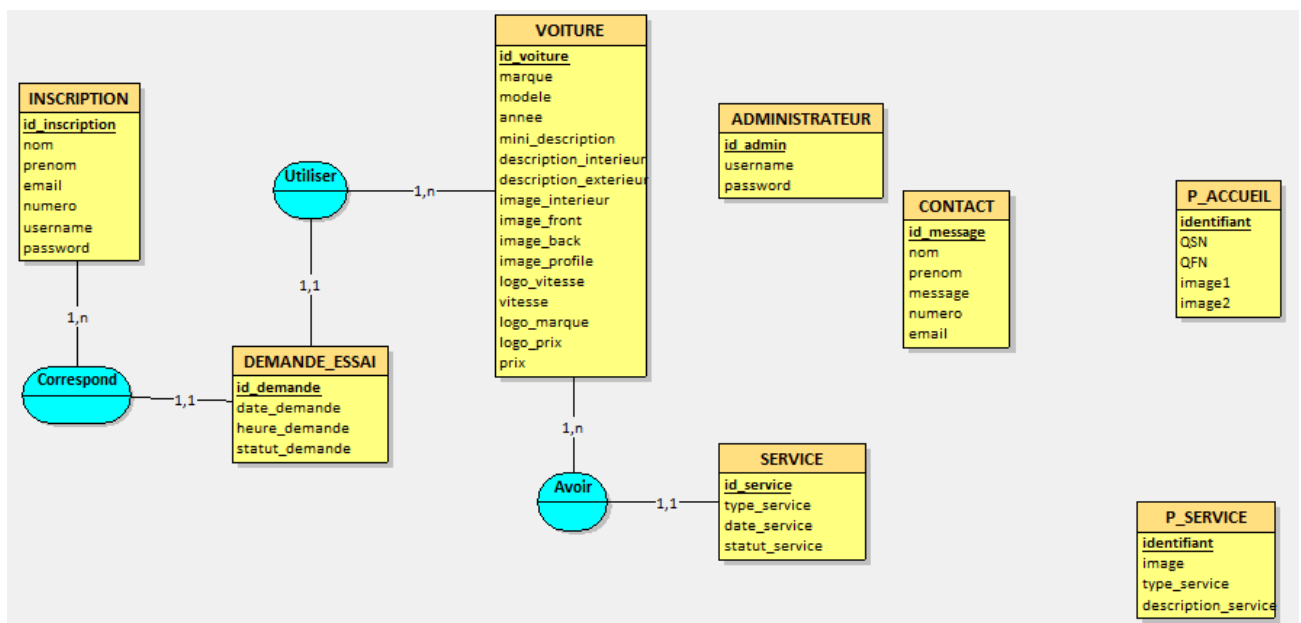 INSCRIPTION
id_inscription
nom
prenom
email
numero
username
password
1,n
Correspond
1,1
Utiliser
1,n
1,1
DEMANDE_ESSAI
id_demande
date_demande
heure_demande
statut_demande
VOITURE
id_voiture
marque
modele
annee
mini_description
description_interieur
description_exterieur
image_interieur
image_front
image_back
image_profile
logo_vitesse
vitesse
logo_marque
logo_prix
prix
1,n
Avoir
1,1
ADMINISTRATEUR
id_admin
username
password
SERVICE
id_service
type_service
date_service
statut_service
CONTACT
id_message
nom
prenom
message
numero
email
P_ACCUEIL
identifiant
QSN
QFN
image1
image2
P_SERVICE
identifiant
image
type_service
description_service